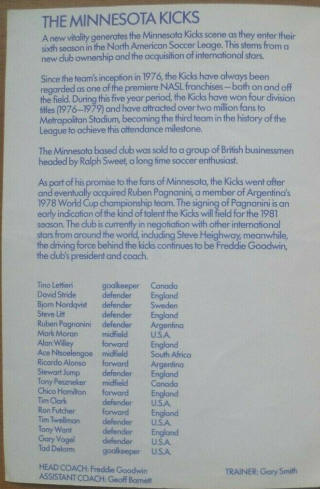 THE MINNESOTA KICKS
A new vitality generates the Minnesota Kicks scene as they enter their
sixth season in the North American Soccer Leage. This stems from a
new club ownership and the acquisition of international stars.
Since the team's inception in 1976, the Kicks have always been
regarded as one of the premiere NASL franchises — both on and off
the field. During this five year period, the Kicks have won four division
titles (1976–1979) and have attracted over two million fans to
Metropolitan Stadium, becoming the third team in the history of the
League to achieve this attendance milestone.
The Minnesota based club was sold to a group of British businessmen
headed by Ralph Sweet, a long time soccer enthusiast.
As part of his promise to the fans of Minnesota, the Kicks went after
and eventually acquired Ruben Pagnanini, a member of Argentina's
1978 World Cup championship team. The signing of Pagnanini is an
early indication of the kind of talent the Kicks will field for the 1981
season. The club is currently in negotiation with other international
stars from around the world, including Steve Heighway, meanwhile,
the driving force behind the kicks continues to be Freddie Goodwin,
the club's president and coach.
Tino Lettieri goalkeeper Canada
David Stride defender England
Bjorn Nordqvist defender Sweden
Steve Litt defender England
Ruben Pagnanini defender Argentina
Mark Moran midfield U.S.A.
Alan Willey forward England
Ace Ntsoelengoe midfield South Africa
Ricardo Alonso forward Argentina
Stewart Jump defender England
Tony Peszneker midfield Canada
Chico Hamilton forward England
Tim Clark defender U.S.A.
Ron Futcher forward England
Tim Twellman defender U.S.A.
Tony Want defender England
Gary Vogel defender U.S.A.
Tad Delorm goalkeeper U.S.A.
HEAD COACH: Freddie Goodwin TRAINER: Gary Smith
ASSISTANT COACH: Geoff Barnett